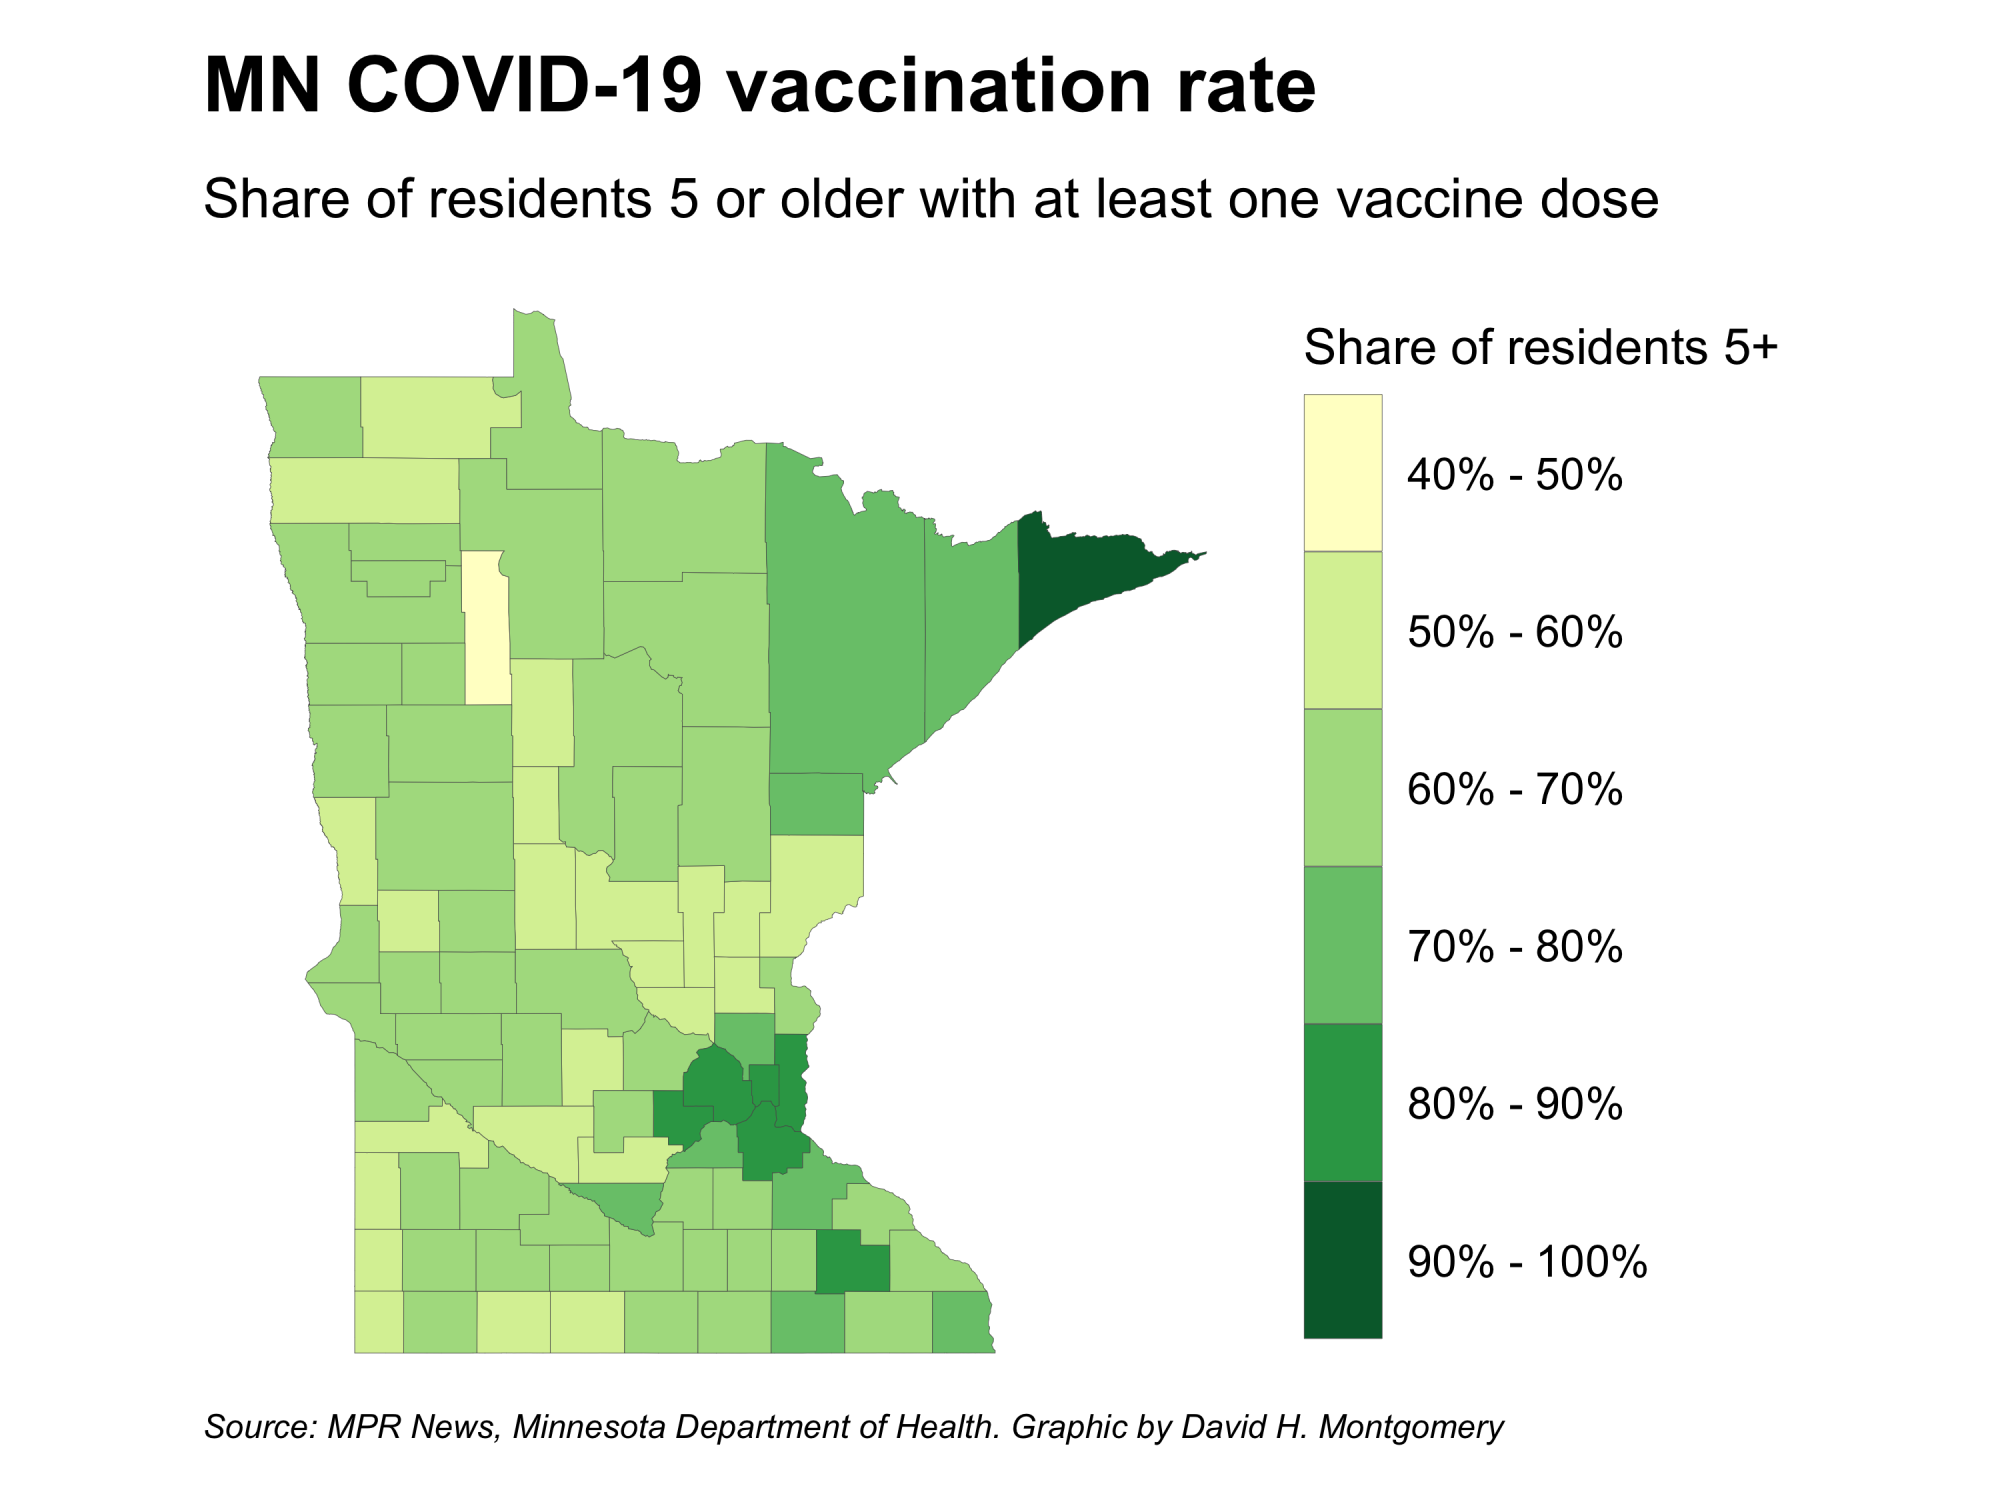 MN COVID-19 vaccination rate
Share of residents 5 or older with at least one vaccine dose
Share of residents 5+
40% - 50%
50% - 60%
60% - 70%
70% - 80%
80% - 90%
90% - 100%
Source: MPR News, Minnesota Department of Health. Graphic by David H. Montgomery